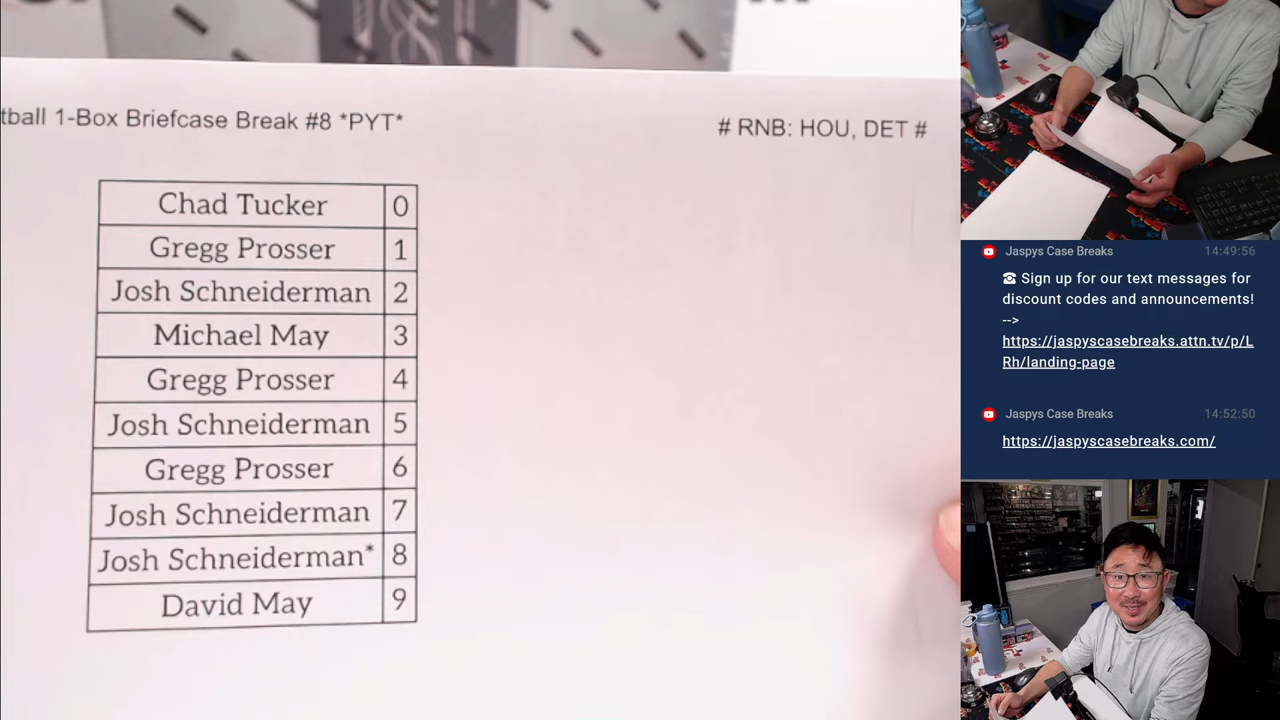 tball 1-Box Briefcase Break #8 *PYT*
# RNB: HOU, DET #
Chad Tucker 0
Gregg Prosser 1
Josh Schneiderman 2
Michael May 3
Gregg Prosser 4
Josh Schneiderman 5
Gregg Prosser 6
Josh Schneiderman 7
Josh Schneiderman* 8
David May 9
Jaspys Case Breaks 14:49:56
☎ Sign up for our text messages for
discount codes and announcements!
-->
https://jaspyscasebreaks.attn.tv/p/L
Rh/landing-page
Jaspys Case Breaks 14:52:50
https://jaspyscasebreaks.com/